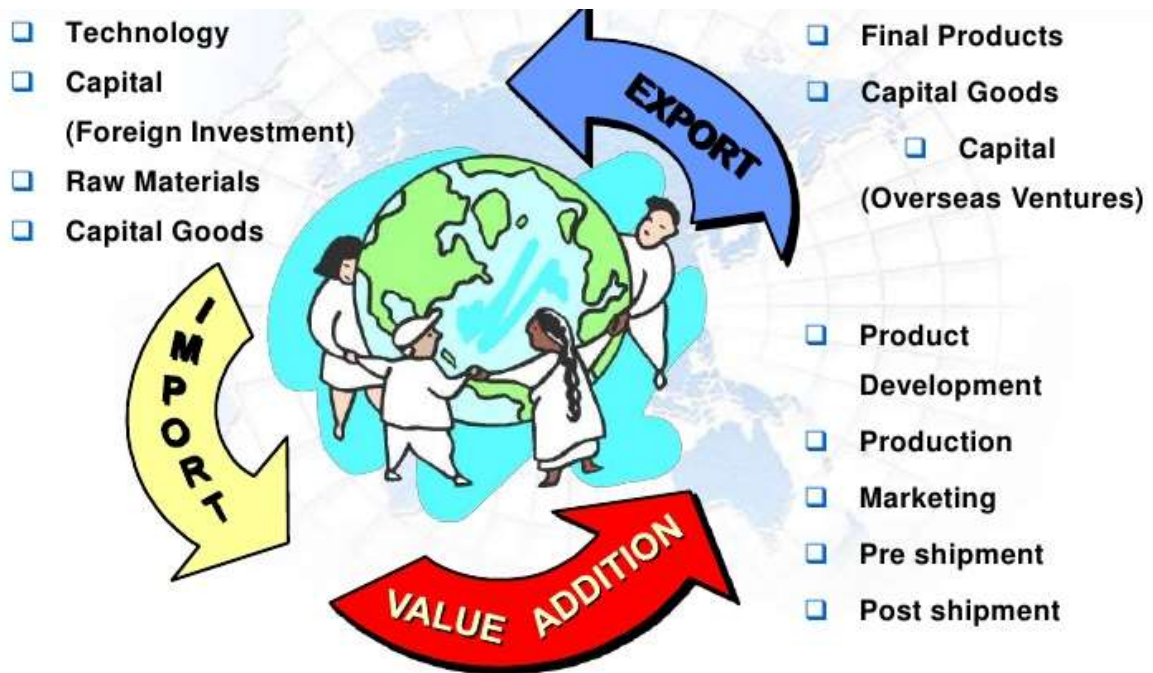 Technology
Capital
(Foreign Investment)
Raw Materials
Capital Goods
IMPORT
VALUE ADDITION
EXPORT
Final Products
Capital Goods
Capital
(Overseas Ventures)
Product
Development
Production
Marketing
Pre shipment
Post shipment